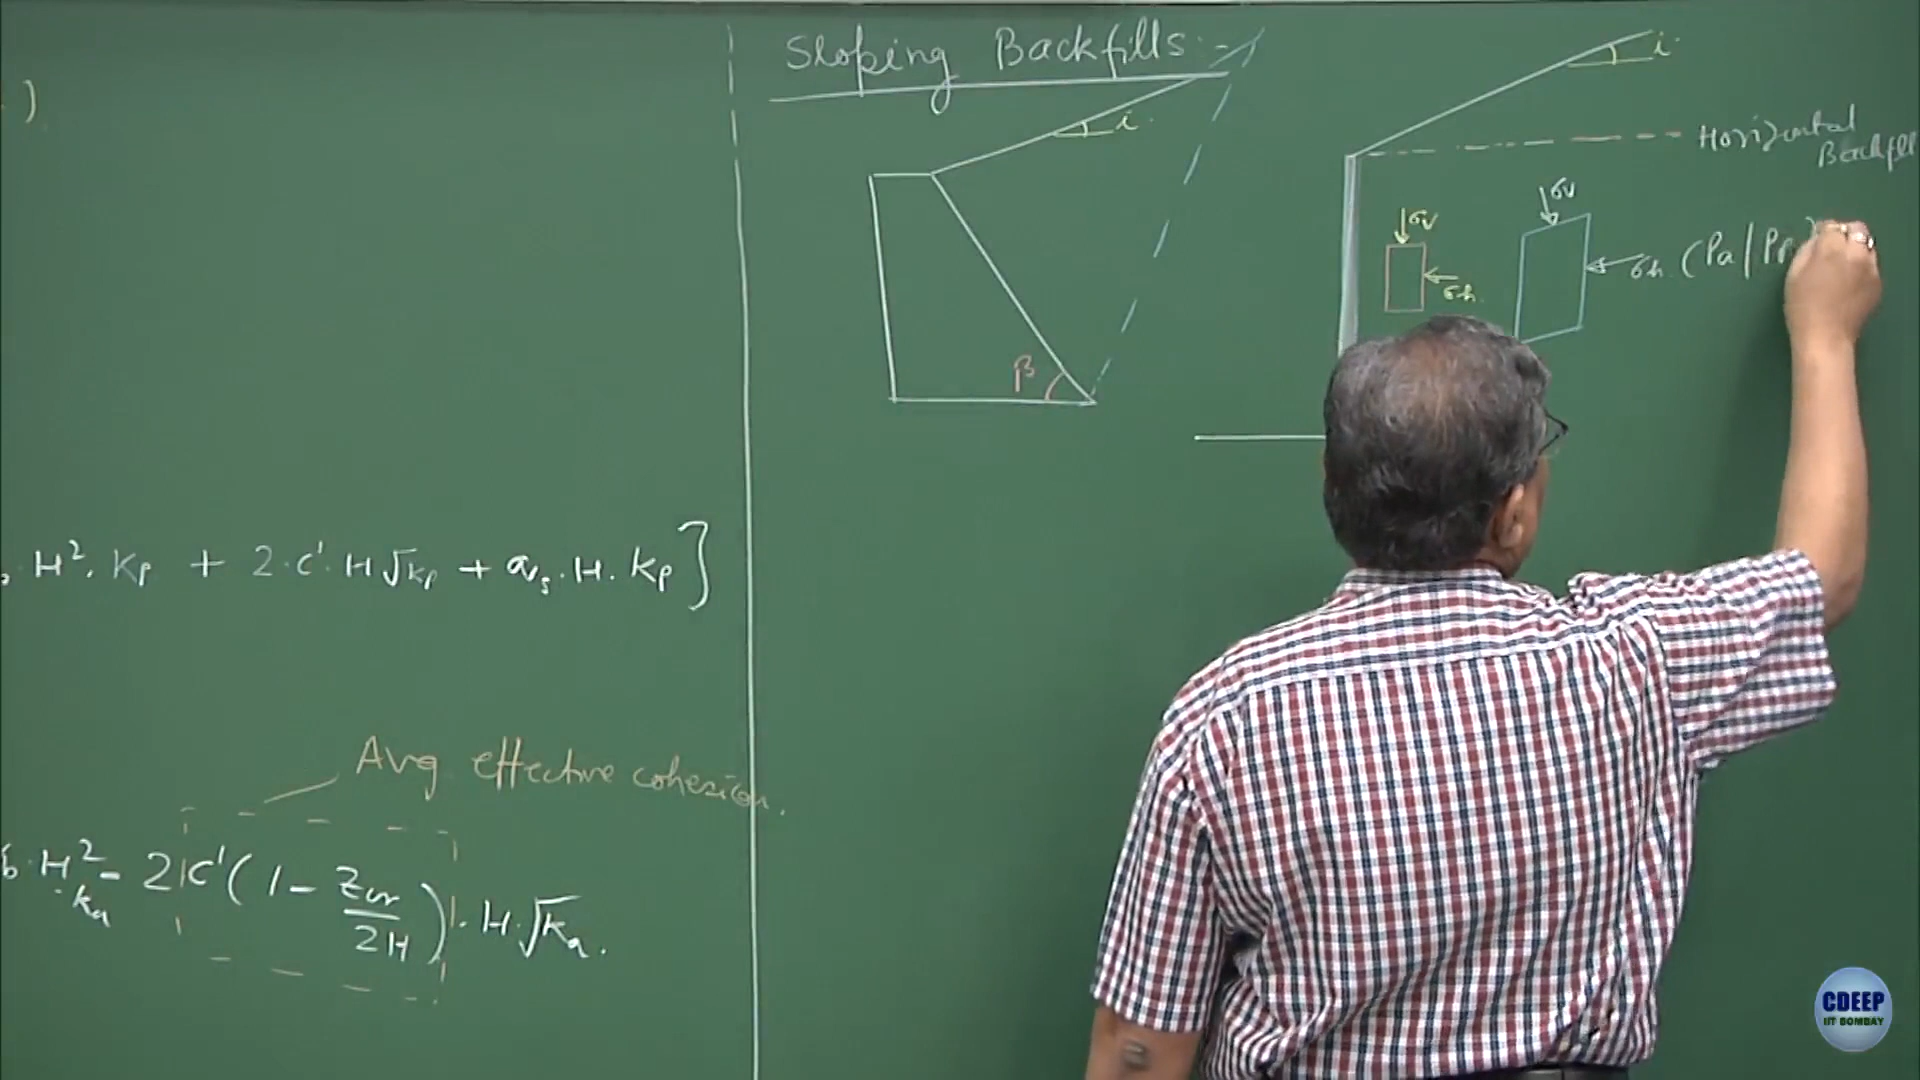 )
H². Kp + 2·c'·H√Kp + qs·H·Kp]
Avg effective cohesion.
H² - 2c'(1 - Zcr/2H)·H·√Ka.
·Ka
Sloping Backfills:-
i
β
i
Horizontal
Backfill
σv
σv
σh.
σh. (Pa/Pp)
CDEEP
IIT BOMBAY